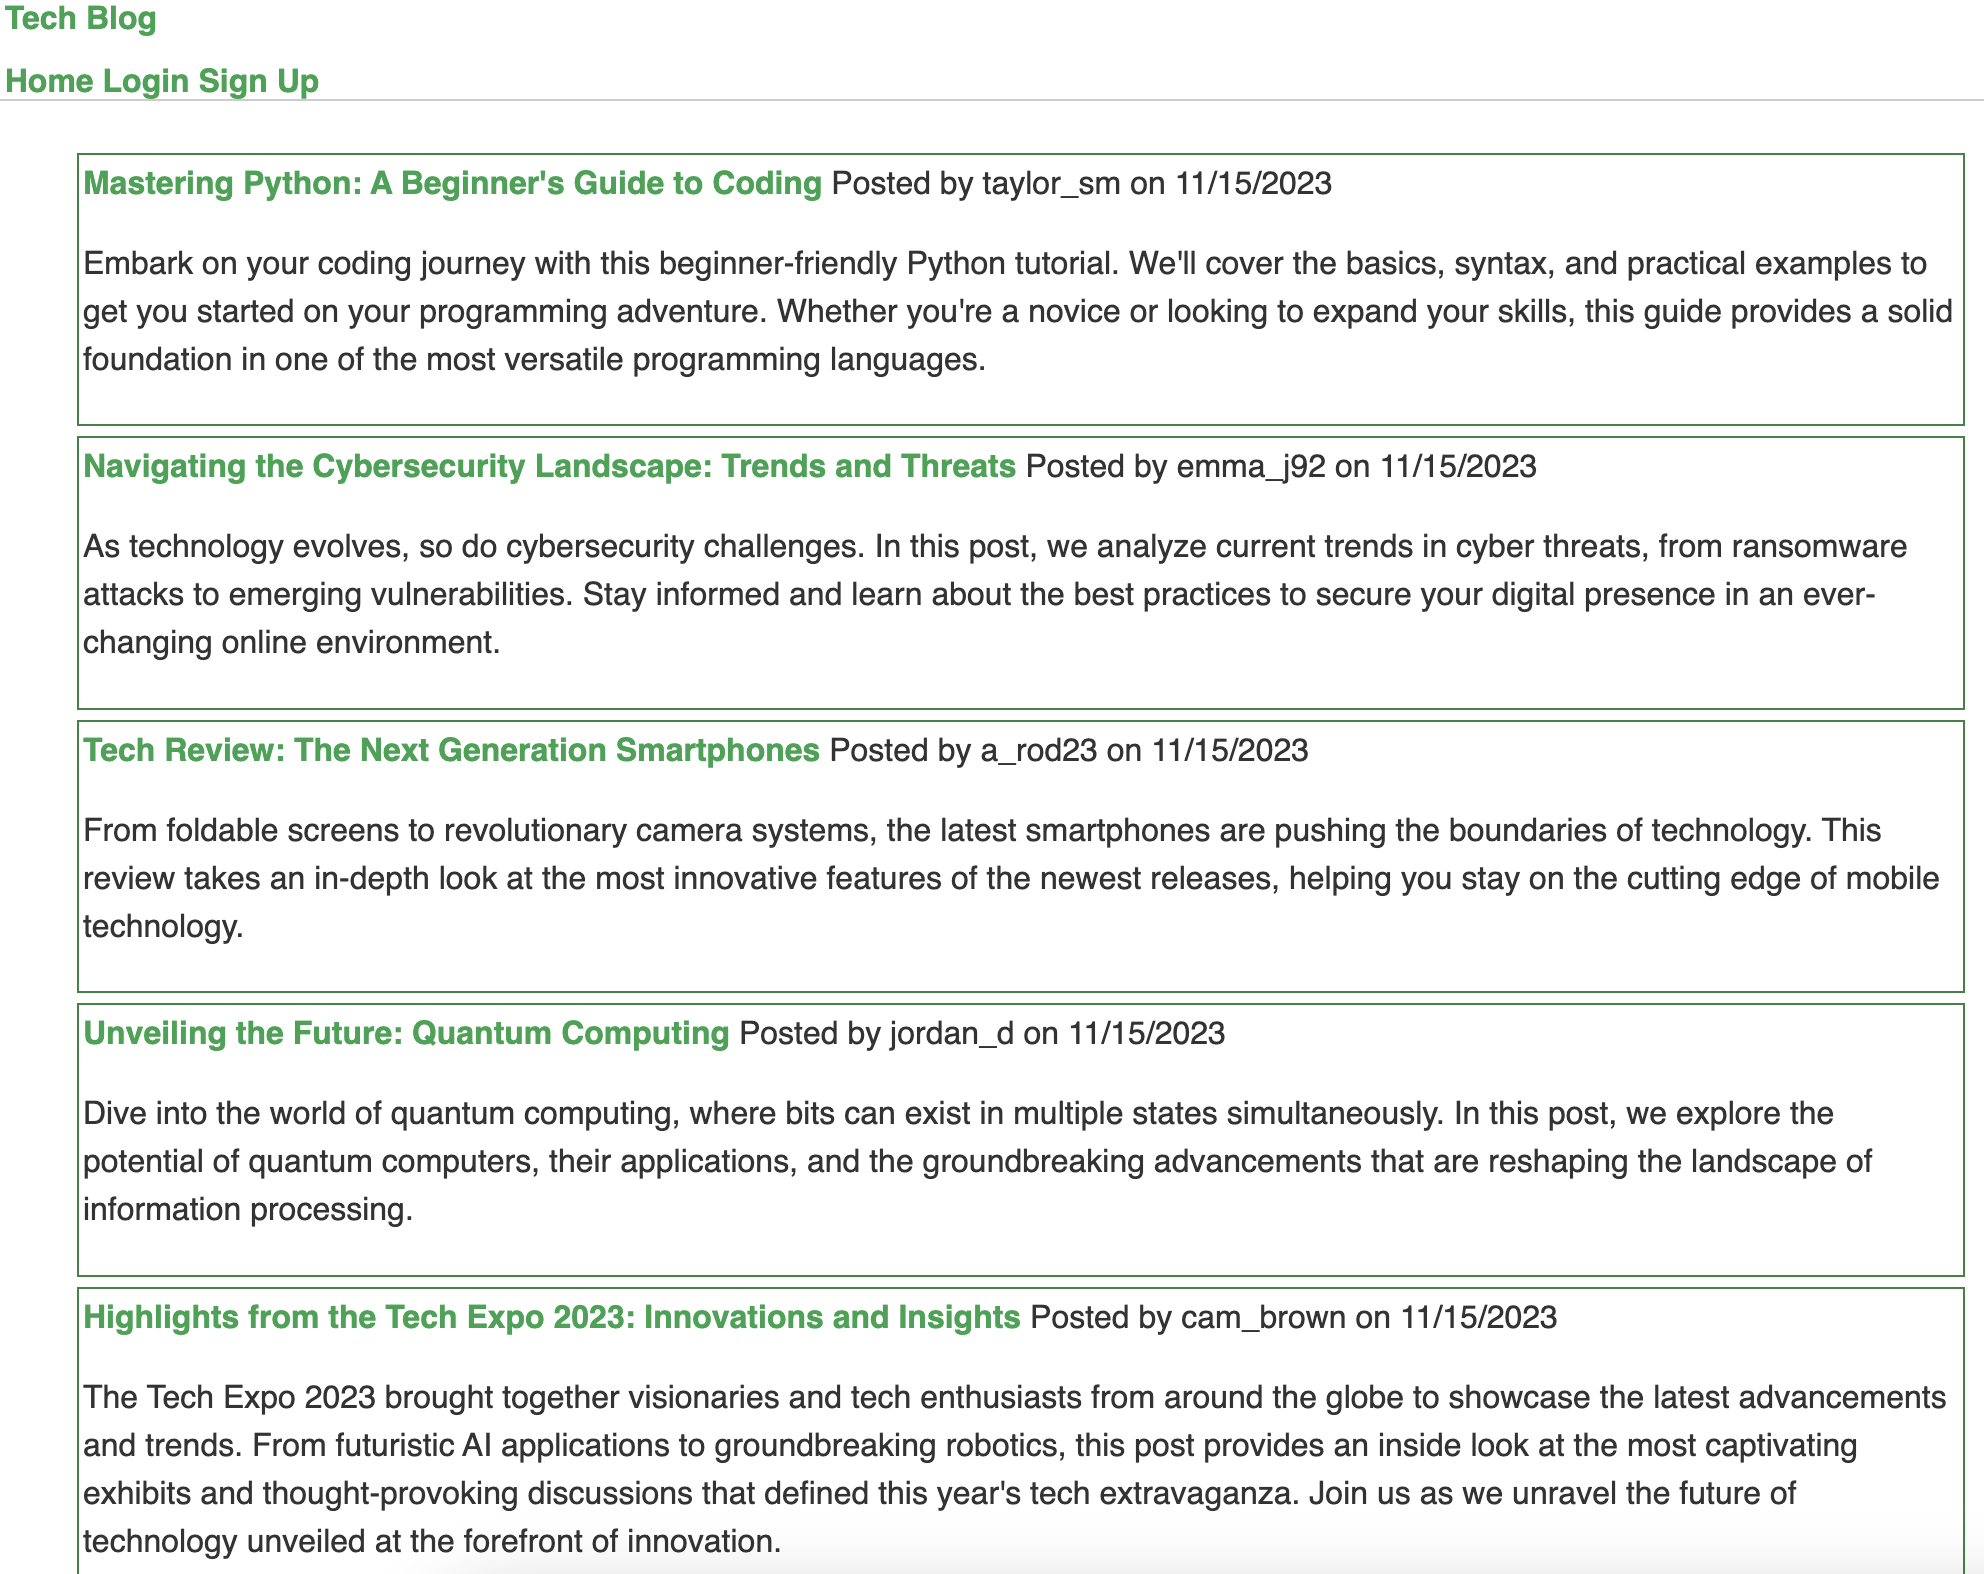 Tech Blog
Home Login Sign Up
Mastering Python: A Beginner's Guide to Coding Posted by taylor_sm on 11/15/2023
Embark on your coding journey with this beginner-friendly Python tutorial. We'll cover the basics, syntax, and practical examples to
get you started on your programming adventure. Whether you're a novice or looking to expand your skills, this guide provides a solid
foundation in one of the most versatile programming languages.
Navigating the Cybersecurity Landscape: Trends and Threats Posted by emma_j92 on 11/15/2023
As technology evolves, so do cybersecurity challenges. In this post, we analyze current trends in cyber threats, from ransomware
attacks to emerging vulnerabilities. Stay informed and learn about the best practices to secure your digital presence in an ever-
changing online environment.
Tech Review: The Next Generation Smartphones Posted by a_rod23 on 11/15/2023
From foldable screens to revolutionary camera systems, the latest smartphones are pushing the boundaries of technology. This
review takes an in-depth look at the most innovative features of the newest releases, helping you stay on the cutting edge of mobile
technology.
Unveiling the Future: Quantum Computing Posted by jordan_d on 11/15/2023
Dive into the world of quantum computing, where bits can exist in multiple states simultaneously. In this post, we explore the
potential of quantum computers, their applications, and the groundbreaking advancements that are reshaping the landscape of
information processing.
Highlights from the Tech Expo 2023: Innovations and Insights Posted by cam_brown on 11/15/2023
The Tech Expo 2023 brought together visionaries and tech enthusiasts from around the globe to showcase the latest advancements
and trends. From futuristic AI applications to groundbreaking robotics, this post provides an inside look at the most captivating
exhibits and thought-provoking discussions that defined this year's tech extravaganza. Join us as we unravel the future of
technology unveiled at the forefront of innovation.